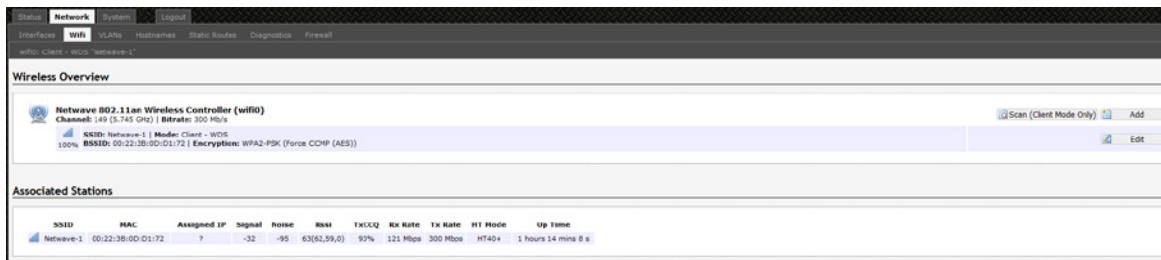 Status Network System Logout
Interfaces Wifi VLANs Hostnames Static Routes Diagnostics Firewall
wifi0: Client - WDS "Netwave-1"
Wireless Overview
Netwave 802.11an Wireless Controller (wifi0)
Channel: 149 (5.745 GHz) | Bitrate: 300 Mb/s
Scan (Client Mode Only) Add
SSID: Netwave-1 | Mode: Client - WDS
100% BSSID: 00:22:3B:0D:D1:72 | Encryption: WPA2-PSK (Force CCMP (AES))
Edit
Associated Stations
SSID MAC Assigned IP Signal Noise RSSI TxCCQ Rx Rate Tx Rate HT Mode Up Time
Netwave-1 00:22:3B:0D:D1:72 ? -32 -95 63(62,59,0) 93% 121 Mbps 300 Mbps HT40+ 1 hours 14 mins 8 s